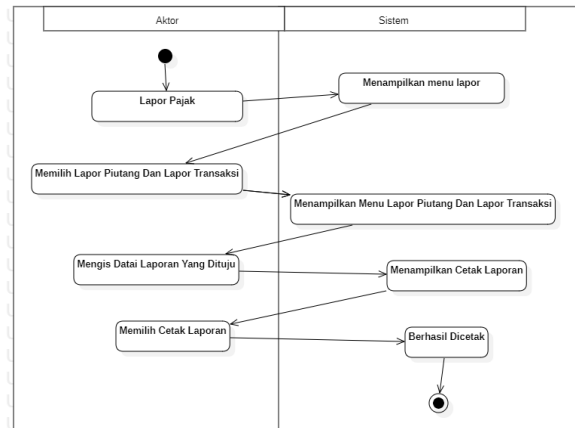 Aktor
Sistem
Lapor Pajak
Menampilkan menu lapor
Memilih Lapor Piutang Dan Lapor Transaksi
Menampilkan Menu Lapor Piutang Dan Lapor Transaksi
Mengis Datai Laporan Yang Dituju
Menampilkan Cetak Laporan
Memilih Cetak Laporan
Berhasil Dicetak